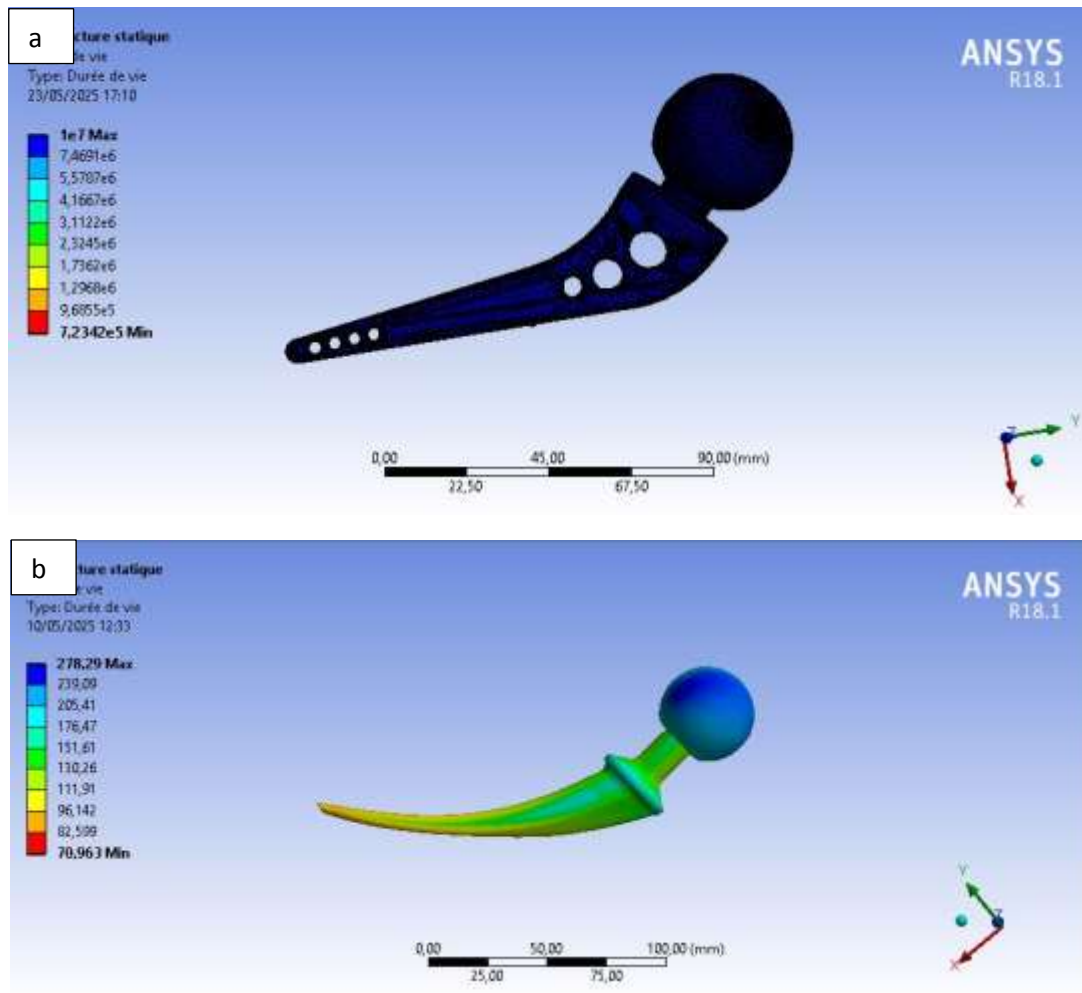 a
cture statique
de vie
Type: Durée de vie
23/05/2025 17:10
ANSYS
R18.1
1e7 Max
7,4691e6
5,5787e6
4,1667e6
3,1122e6
2,3245e6
1,7362e6
1,2968e6
9,6855e5
7,2342e5 Min
Y
Z
X
0,00 45,00 90,00 (mm)
22,50 67,50
b
ture statique
e vie
Type: Durée de vie
10/05/2025 12:33
ANSYS
R18.1
278,29 Max
239,09
205,41
176,47
151,61
130,26
111,91
96,142
82,599
70,963 Min
Y
Z
X
0,00 50,00 100,00 (mm)
25,00 75,00